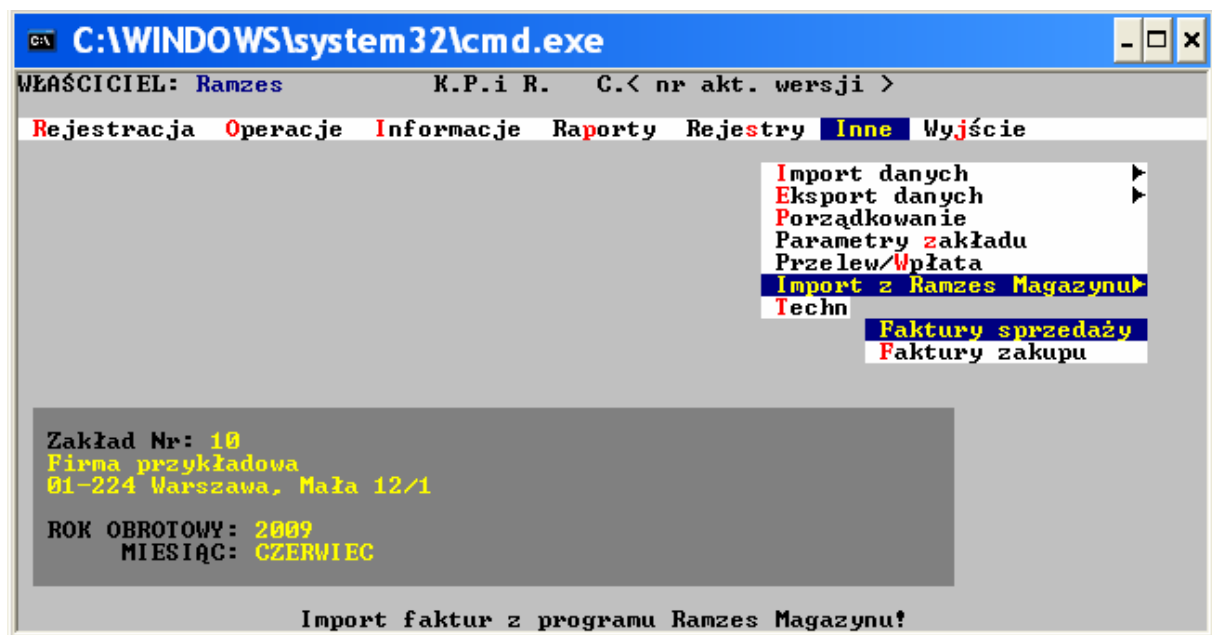 C:\WINDOWS\system32\cmd.exe
WŁAŚCICIEL: Ramzes K.P.i R. C.< nr akt. wersji >
Rejestracja Operacje Informacje Raporty Rejestry Inne Wyjście
Import danych
Eksport danych
Porządkowanie
Parametry zakładu
Przelew/Wpłata
Import z Ramzes Magazynu
Techn
Faktury sprzedaży
Faktury zakupu
Zakład Nr: 10
Firma przykładowa
01-224 Warszawa, Mała 12/1
ROK OBROTOWY: 2009
MIESIĄC: CZERWIEC
Import faktur z programu Ramzes Magazynu!